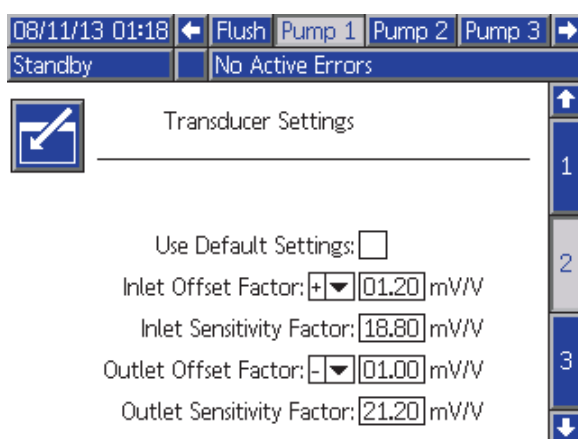 08/11/13 01:18 Flush Pump 1 Pump 2 Pump 3
Standby No Active Errors
Transducer Settings
1
Use Default Settings:
2
Inlet Offset Factor: + 01.20 mV/V
Inlet Sensitivity Factor: 18.80 mV/V
3
Outlet Offset Factor: - 01.00 mV/V
Outlet Sensitivity Factor: 21.20 mV/V